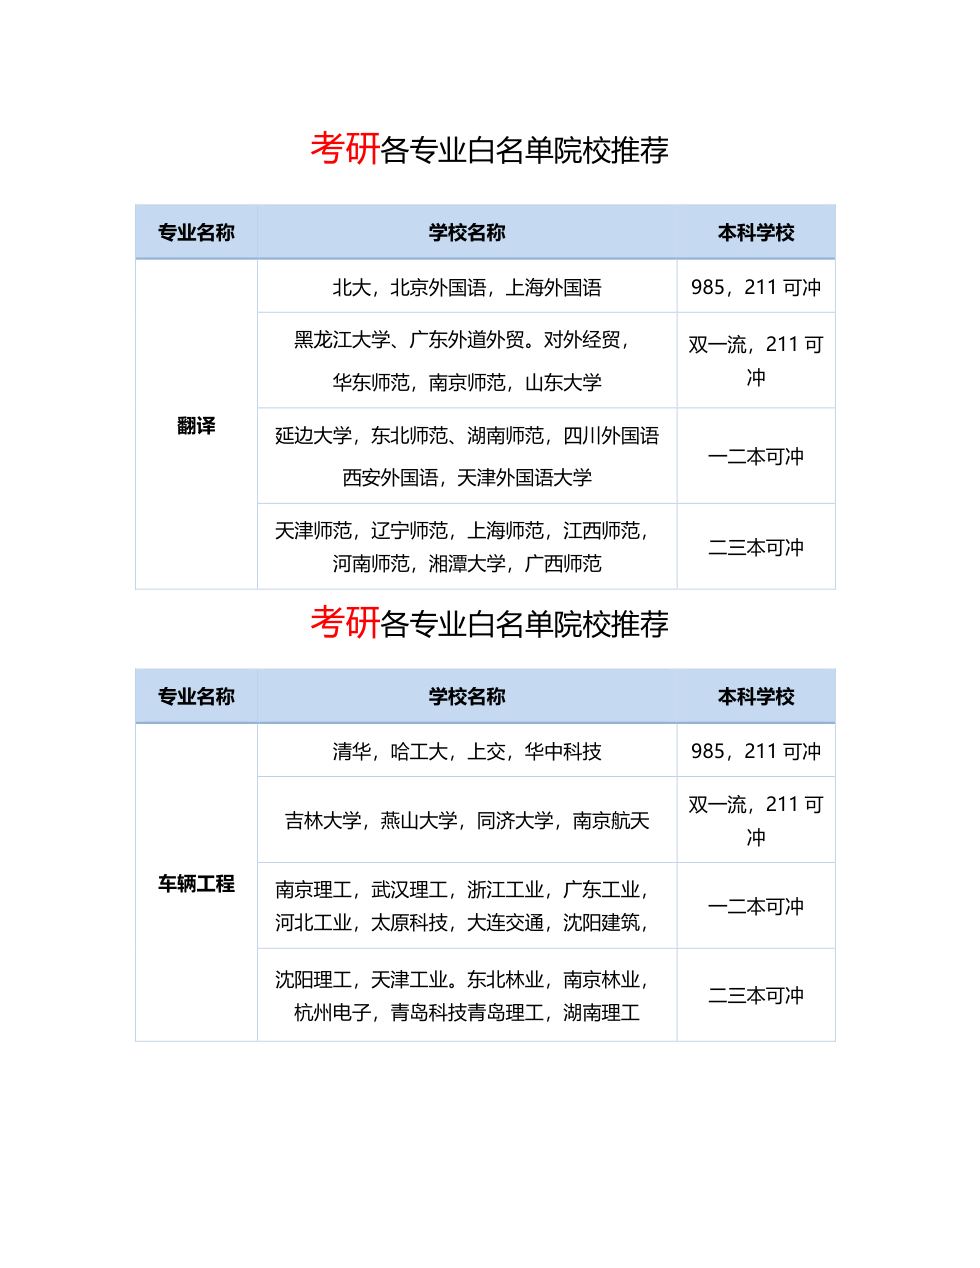 考研各专业白名单院校推荐
专业名称 学校名称 本科学校
翻译
北大，北京外国语，上海外国语 985，211 可冲
黑龙江大学、广东外道外贸。对外经贸，
华东师范，南京师范，山东大学
双一流，211 可
冲
延边大学，东北师范、湖南师范，四川外国语
西安外国语，天津外国语大学
一二本可冲
天津师范，辽宁师范，上海师范，江西师范，
河南师范，湘潭大学，广西师范
二三本可冲
考研各专业白名单院校推荐
专业名称 学校名称 本科学校
车辆工程
清华，哈工大，上交，华中科技 985，211 可冲
吉林大学，燕山大学，同济大学，南京航天
双一流，211 可
冲
南京理工，武汉理工，浙江工业，广东工业，
河北工业，太原科技，大连交通，沈阳建筑，
一二本可冲
沈阳理工，天津工业。东北林业，南京林业，
杭州电子，青岛科技青岛理工，湖南理工
二三本可冲